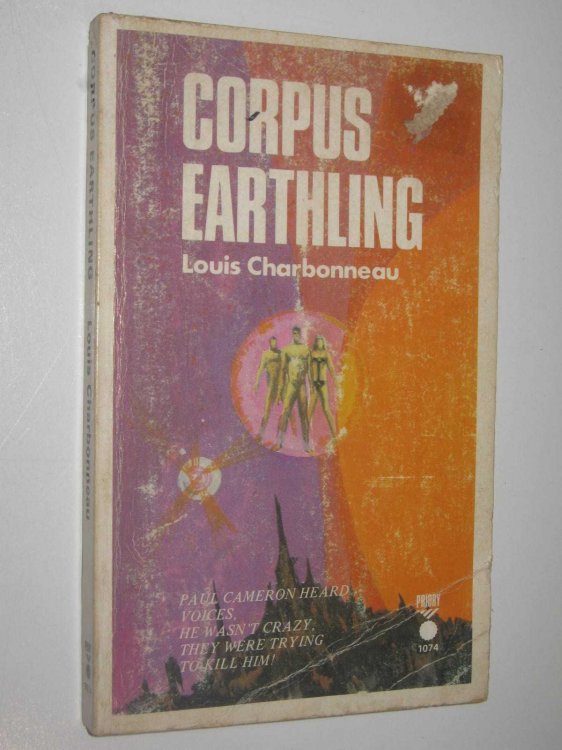 CORPUS
EARTHLING
Louis Charbonneau
PAUL CAMERON HEARD
VOICES,
HE WASN'T CRAZY,
THEY WERE TRYING
TO KILL HIM!
PRIORY
1074
CORPUS EARTHLING Louis Charbonneau